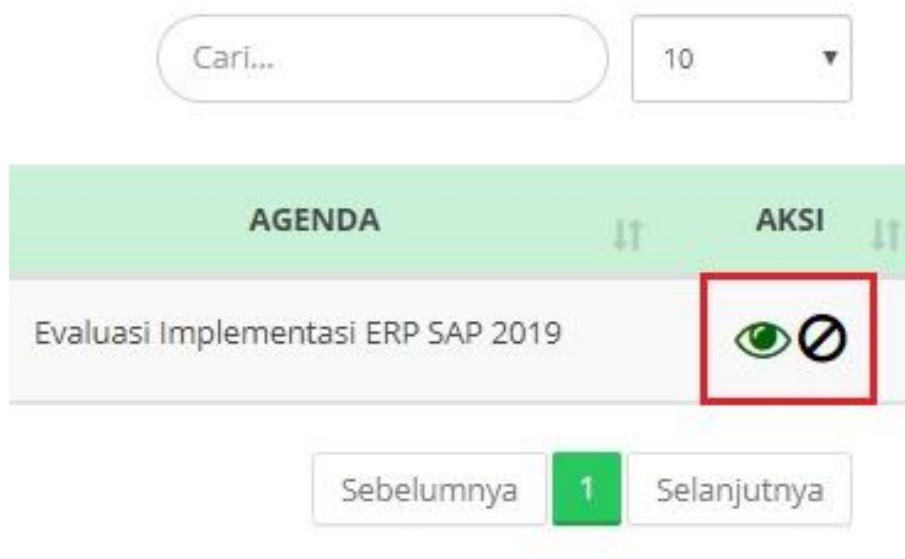 Cari...
10
AGENDA AKSI
Evaluasi Implementasi ERP SAP 2019
Sebelumnya 1 Selanjutnya